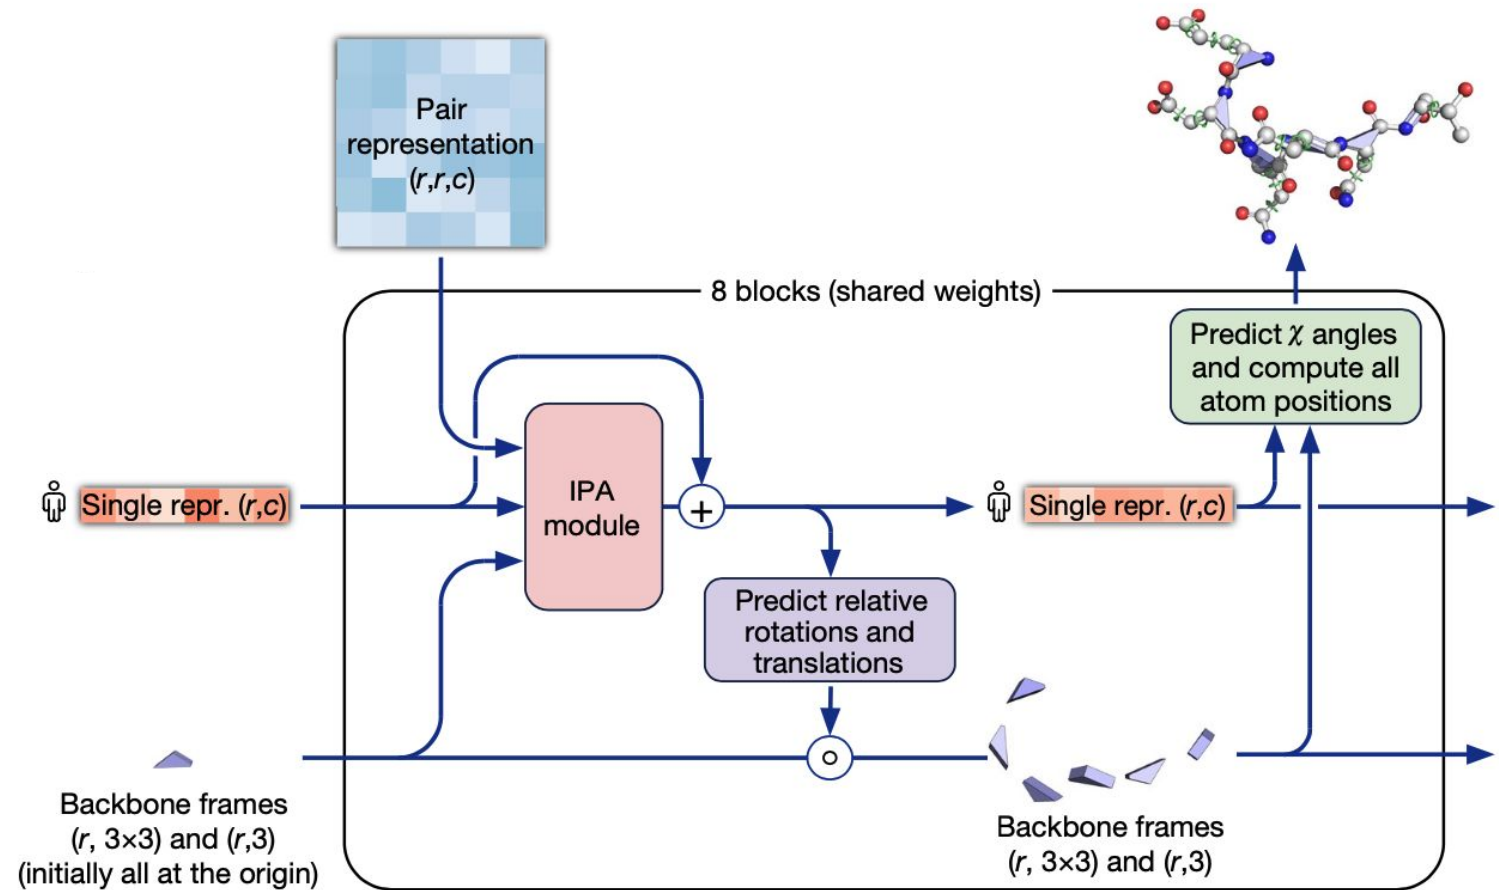 Pair
representation
(r,r,c)
8 blocks (shared weights)
Predict χ angles
and compute all
atom positions
IPA
module
+
Single repr. (r,c)
Single repr. (r,c)
Predict relative
rotations and
translations
Backbone frames
(r, 3×3) and (r,3)
(initially all at the origin)
Backbone frames
(r, 3×3) and (r,3)